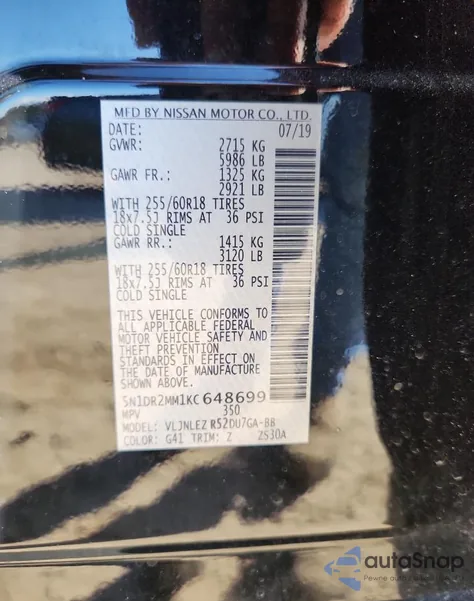 MFD BY NISSAN MOTOR CO., LTD.
DATE: 07/19
GVWR: 2715 KG
5986 LB
GAWR FR.: 1325 KG
2921 LB
WITH 255/60R18 TIRES
18x7.5J RIMS AT 36 PSI
COLD SINGLE
GAWR RR.: 1415 KG
3120 LB
WITH 255/60R18 TIRES
18x7.5J RIMS AT 36 PSI
COLD SINGLE
THIS VEHICLE CONFORMS TO
ALL APPLICABLE FEDERAL
MOTOR VEHICLE SAFETY AND
THEFT PREVENTION
STANDARDS IN EFFECT ON
THE DATE OF MANUFACTURE
SHOWN ABOVE.
5N1DR2MM1KC648699
MPV 350
MODEL: VLJNLEZ R52DU7GA-BB
COLOR: G41 TRIM: Z ZS30A
autoSnap
Pewne auto